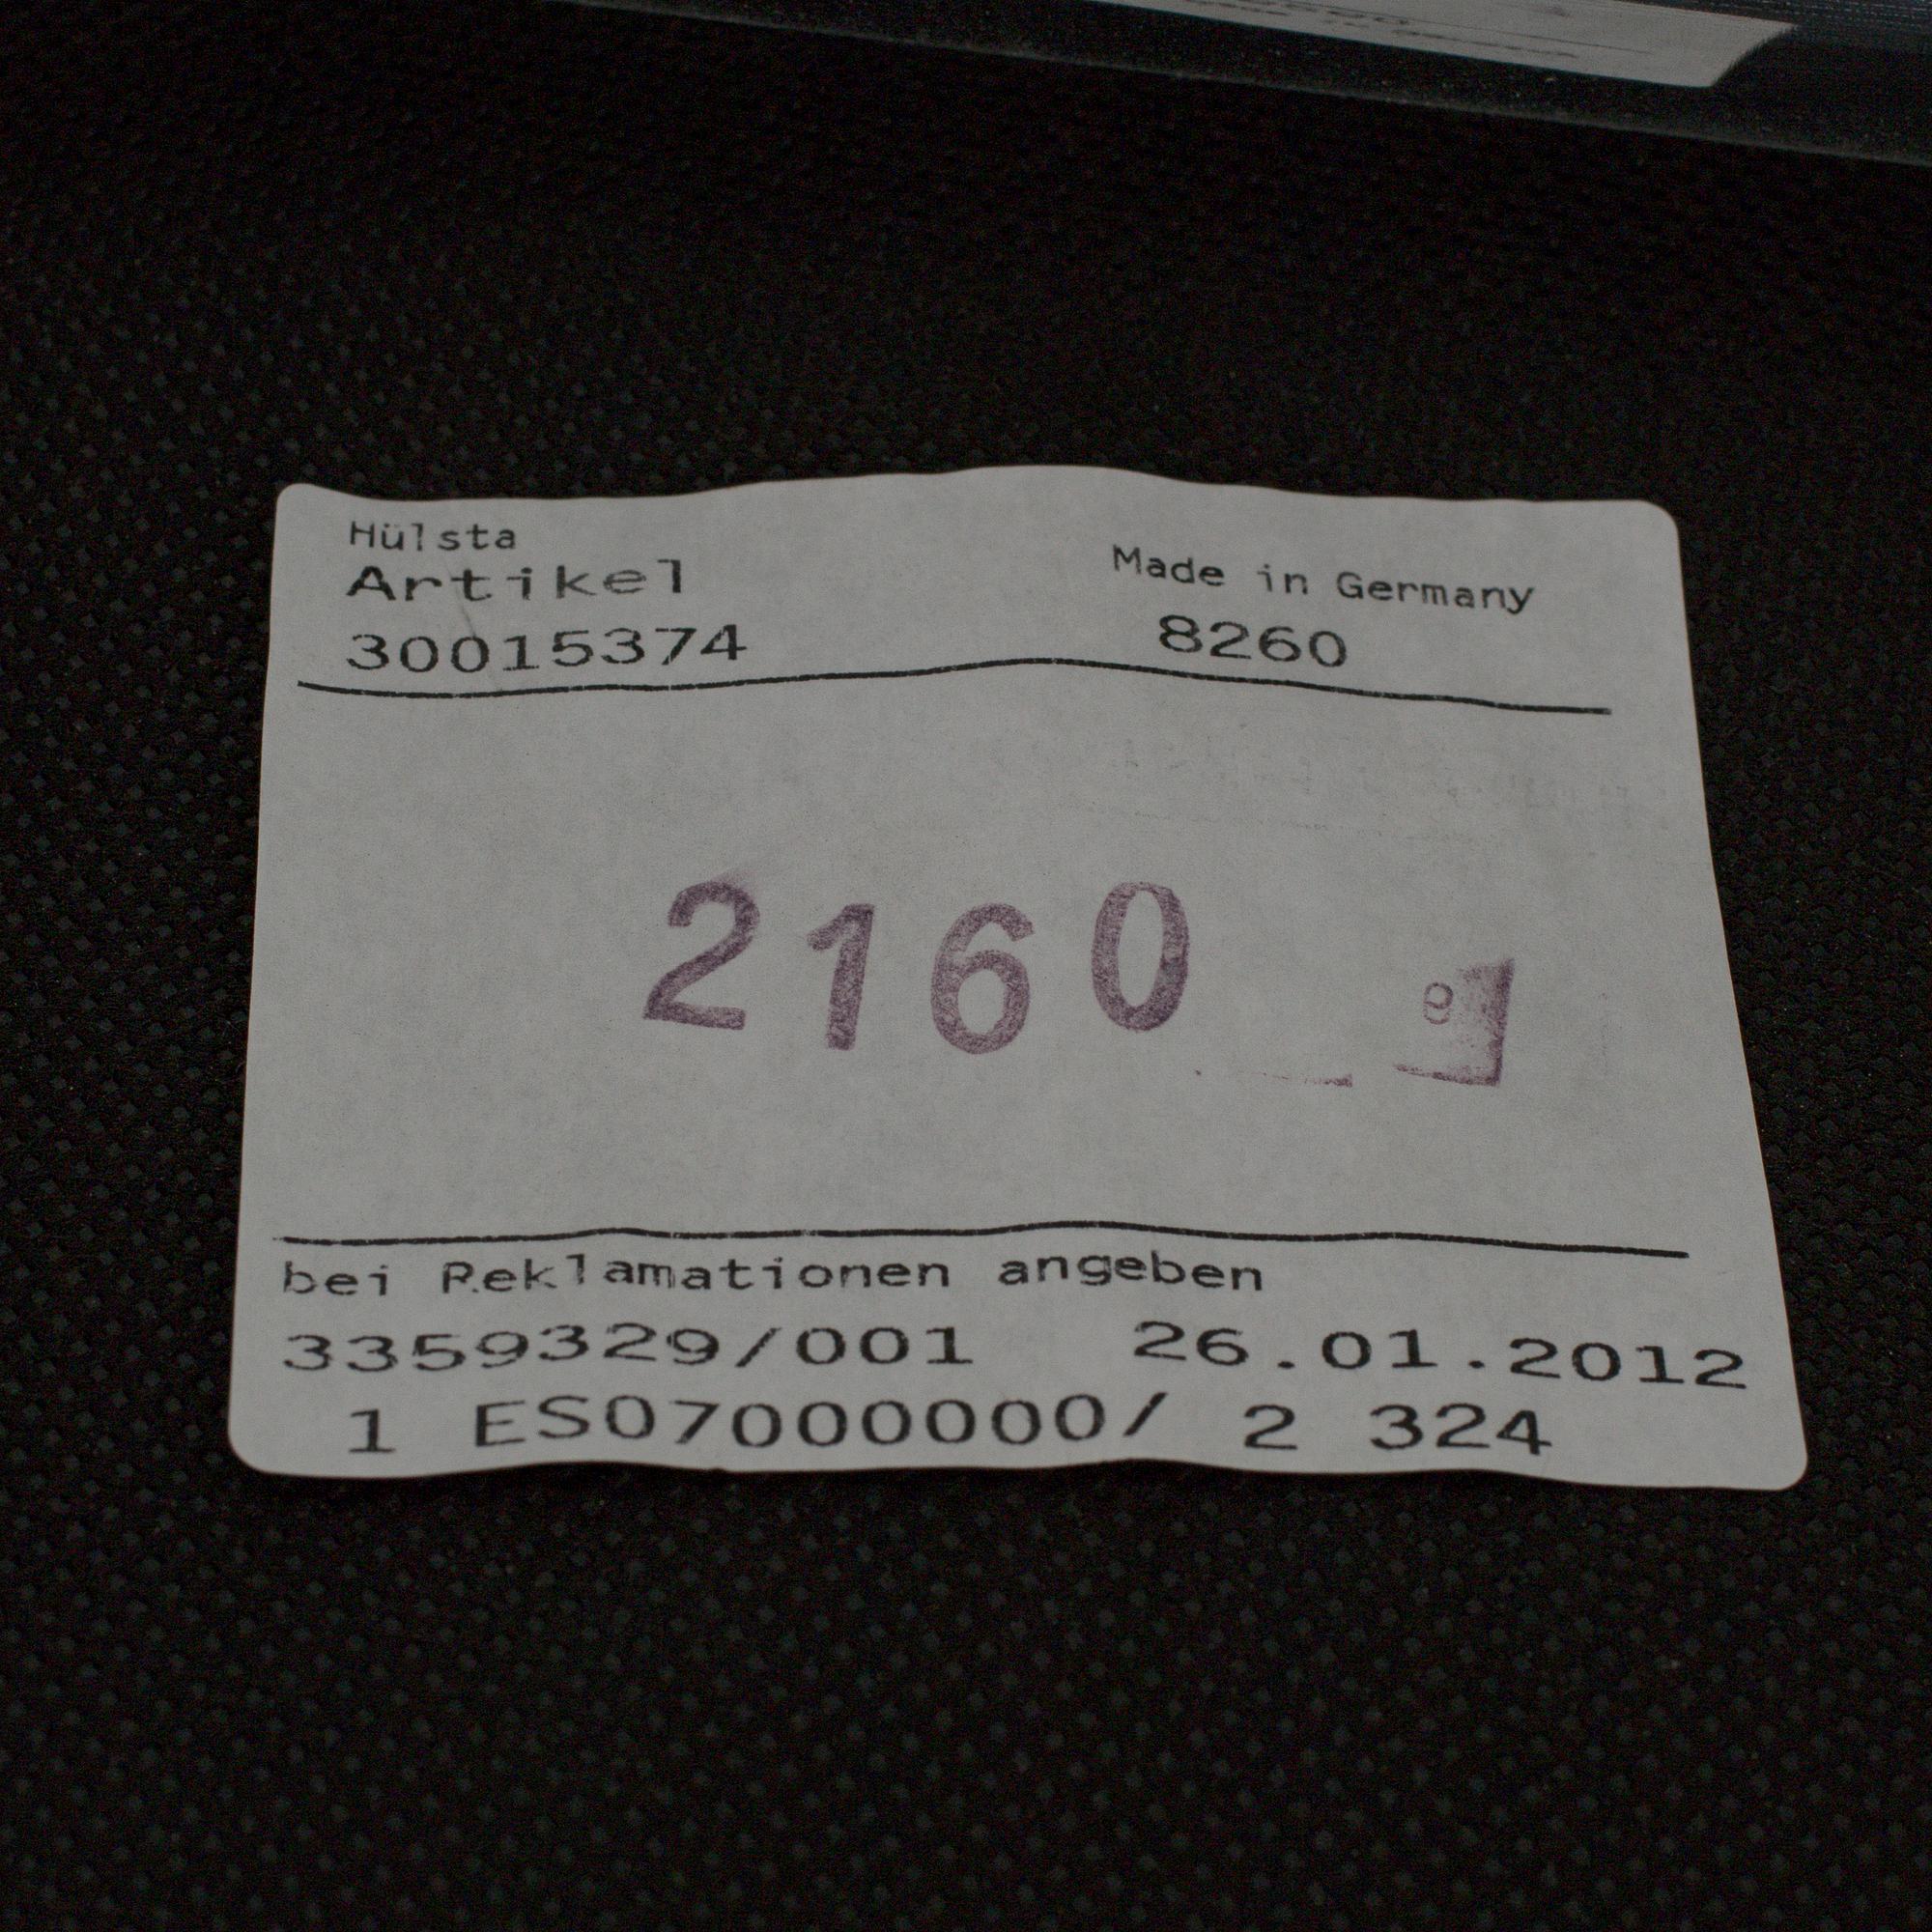 Hülsta
Artikel Made in Germany
30015374 8260
2160
bei Reklamationen angeben
3359329/001 26.01.2012
1 ES07000000/ 2 324